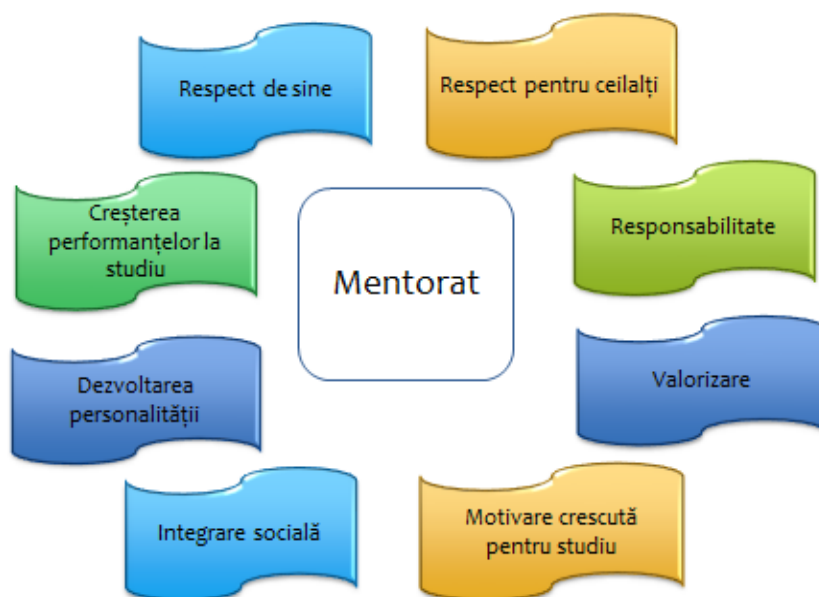 Respect de sine
Respect pentru ceilalți
Creșterea
performanțelor la
studiu
Mentorat
Responsabilitate
Dezvoltarea
personalității
Valorizare
Integrare socială
Motivare crescută
pentru studiu